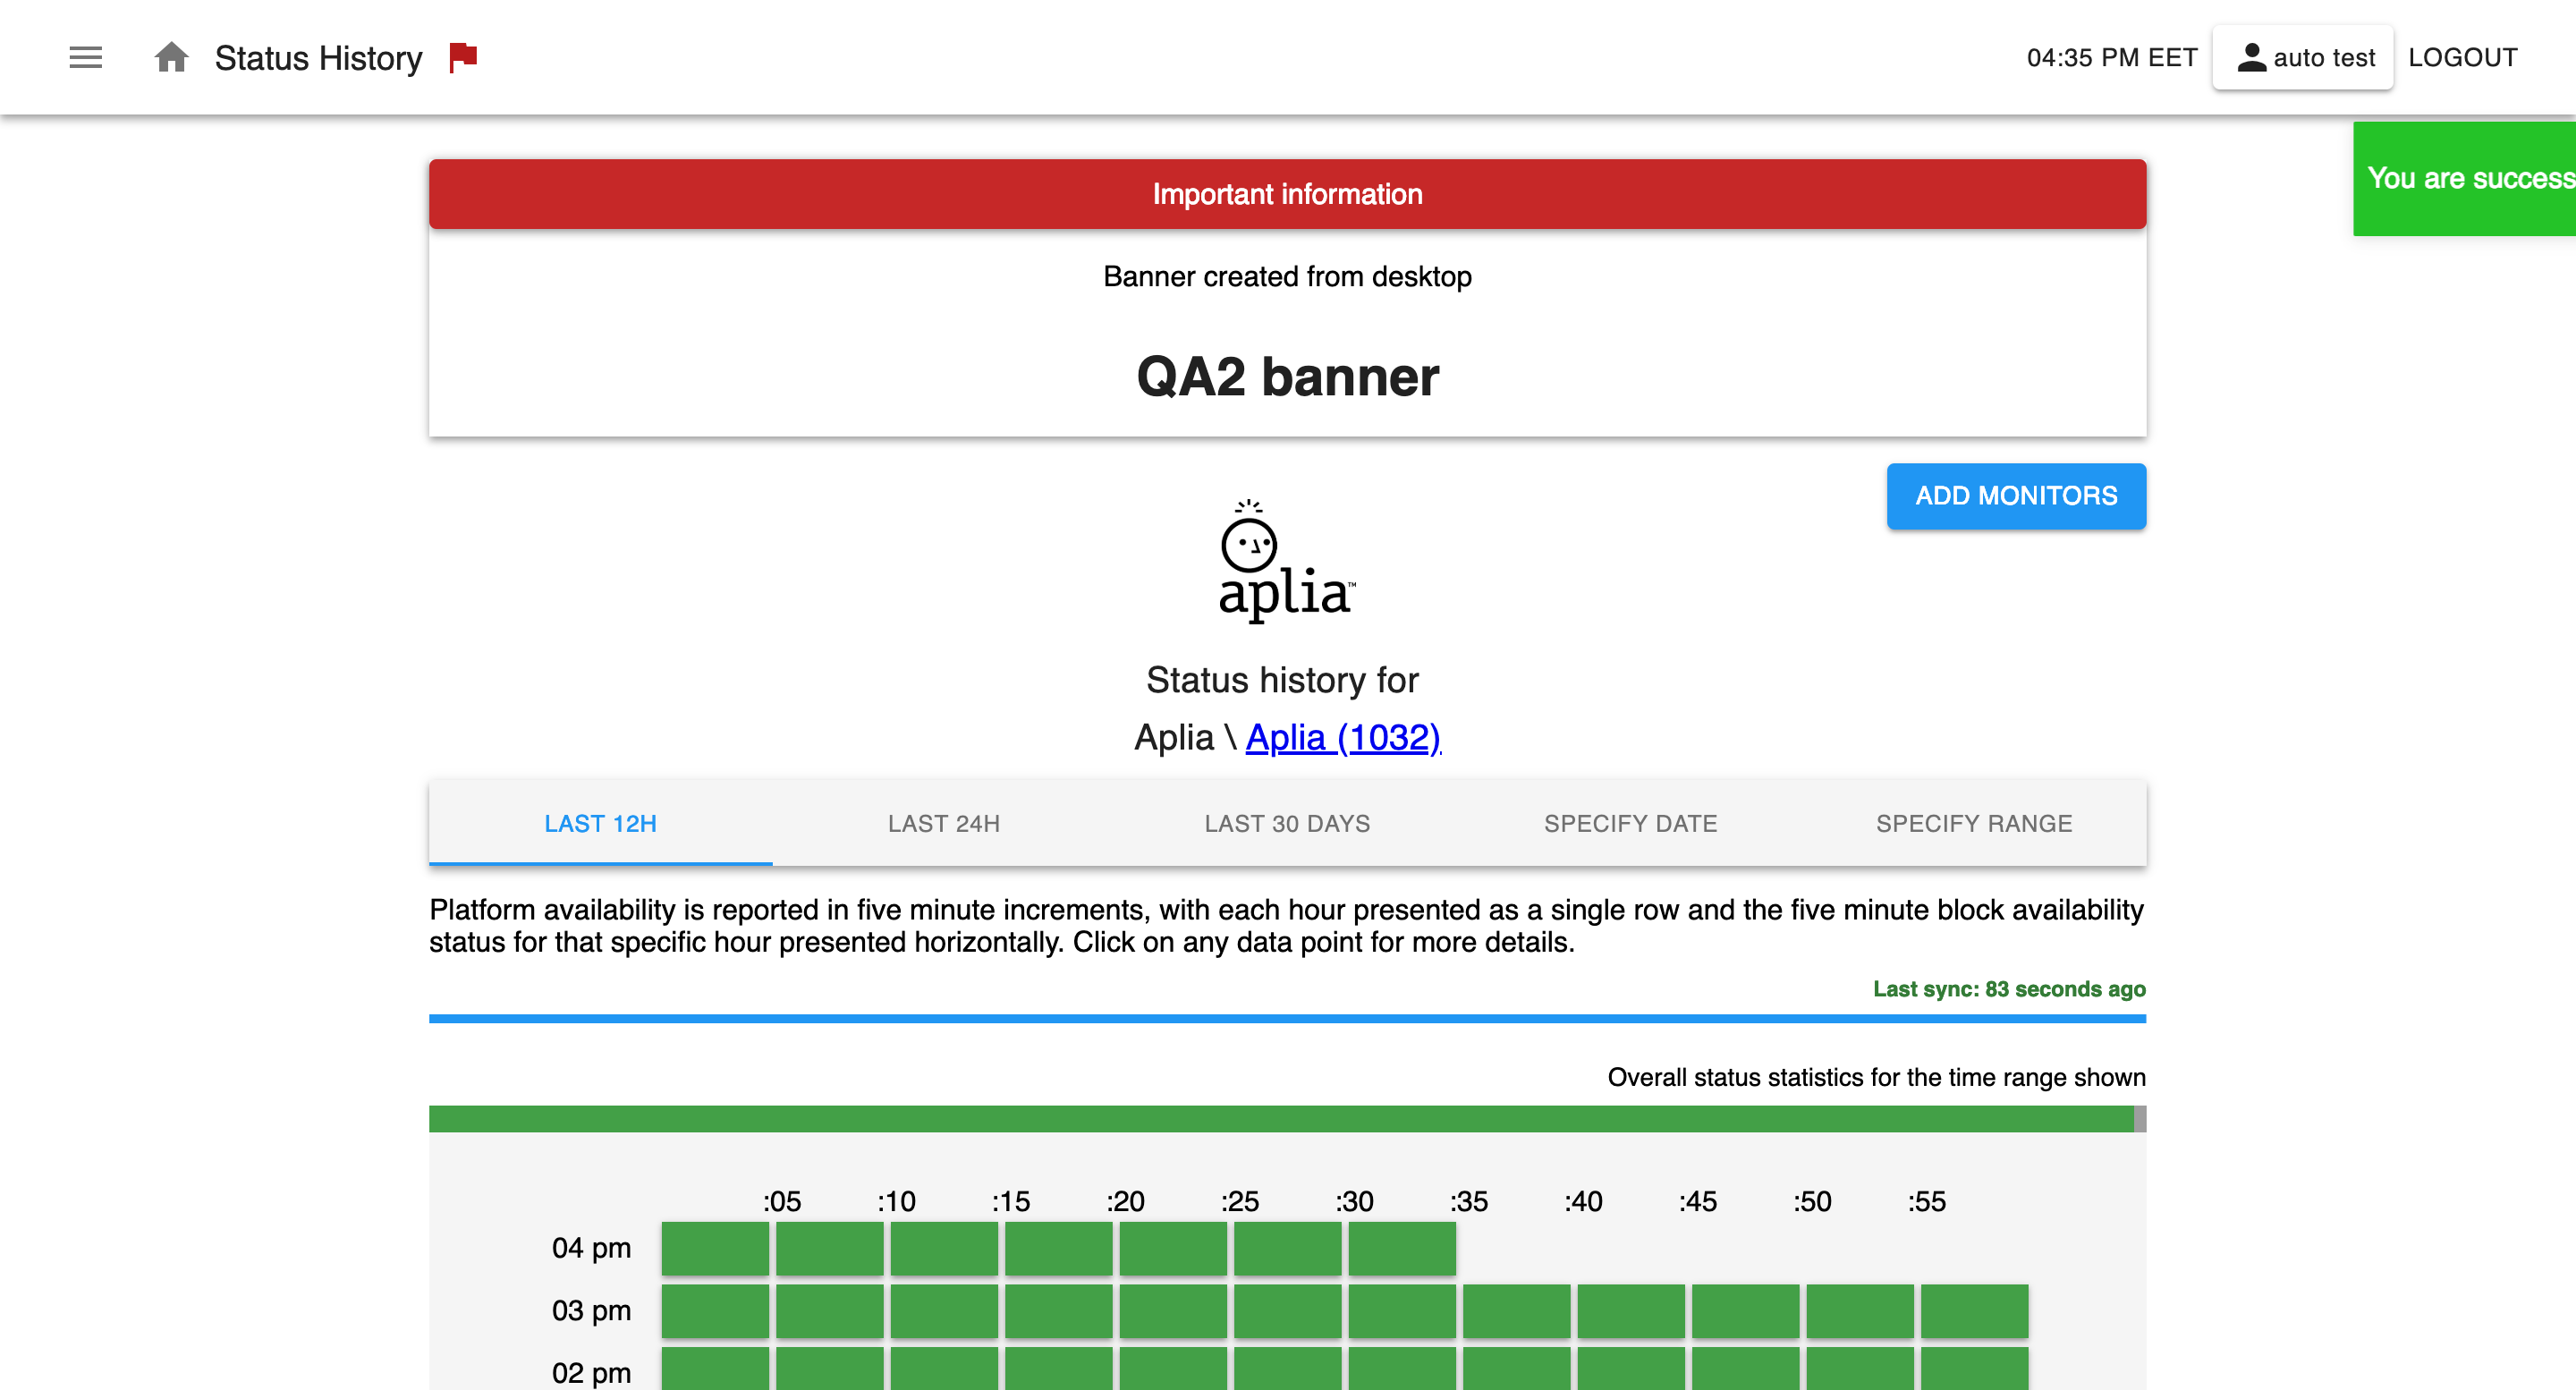 Status History
04:35 PM EET
auto test
LOGOUT
You are success
Important information
Banner created from desktop
QA2 banner
ADD MONITORS
aplia™
Status history for
Aplia \ Aplia (1032)
LAST 12H
LAST 24H
LAST 30 DAYS
SPECIFY DATE
SPECIFY RANGE
Platform availability is reported in five minute increments, with each hour presented as a single row and the five minute block availability
status for that specific hour presented horizontally. Click on any data point for more details.
Last sync: 83 seconds ago
Overall status statistics for the time range shown
:05 :10 :15 :20 :25 :30 :35 :40 :45 :50 :55
04 pm
03 pm
02 pm